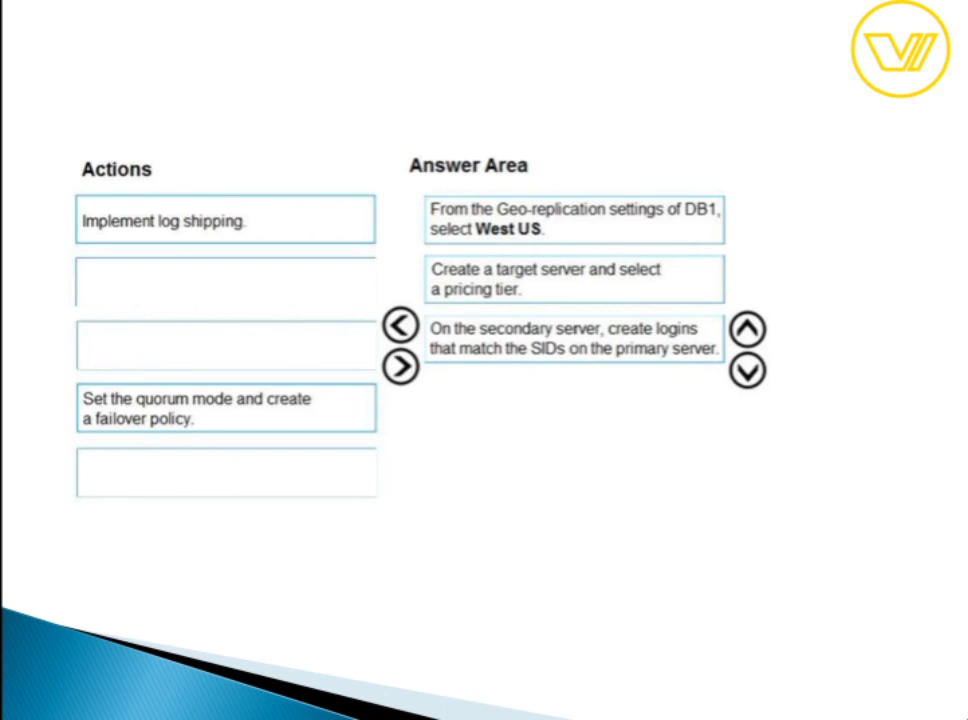 Actions
Answer Area
Implement log shipping.
From the Geo-replication settings of DB1,
select West US.
Create a target server and select
a pricing tier.
On the secondary server, create logins
that match the SIDs on the primary server.
Set the quorum mode and create
a failover policy.